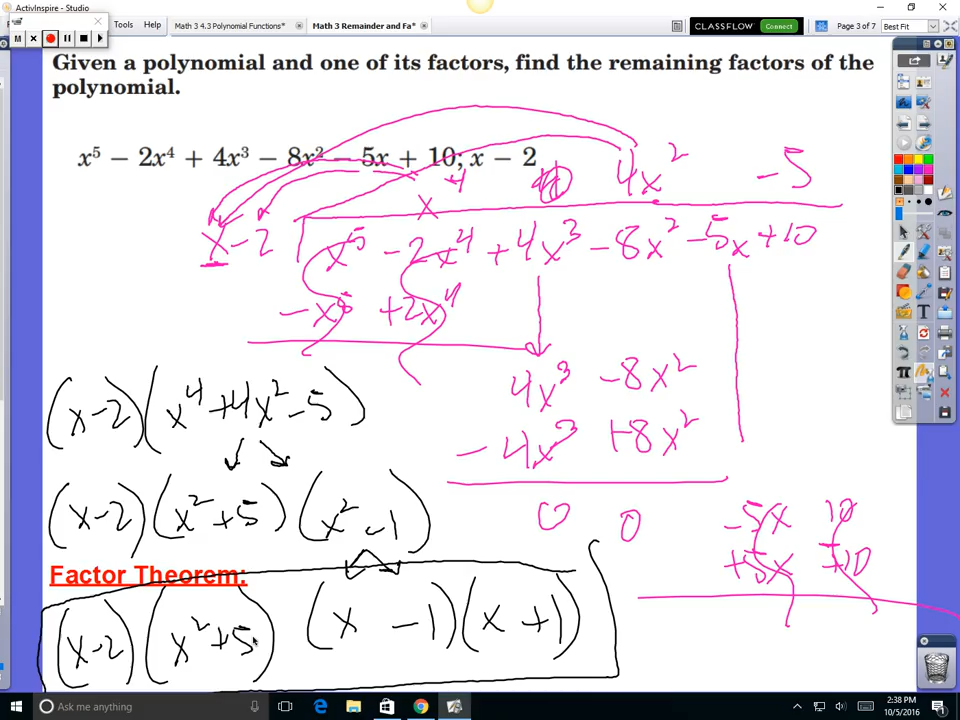 ActivInspire - Studio
Tools Help Math 3 4.3 Polynomial Functions* Math 3 Remainder and Fa* CLASSFLOW Connect Page 3 of 7 Best Fit
Given a polynomial and one of its factors, find the remaining factors of the
polynomial.
x⁵ − 2x⁴ + 4x³ − 8x² − 5x + 10; x − 2
x⁴ 4x² -5
x-2 x⁵ -2x⁴ +4x³ -8x² -5x +10
-x⁵ +2x⁴
4x³ -8x²
-4x³ +8x²
0 0 -5x 10
+5x -10
(x-2)(x⁴+4x²-5)
(x-2)(x²+5)(x²-1)
Factor Theorem:
(x-2)(x²+5)(x-1)(x+1)
Ask me anything
2:38 PM
10/5/2016